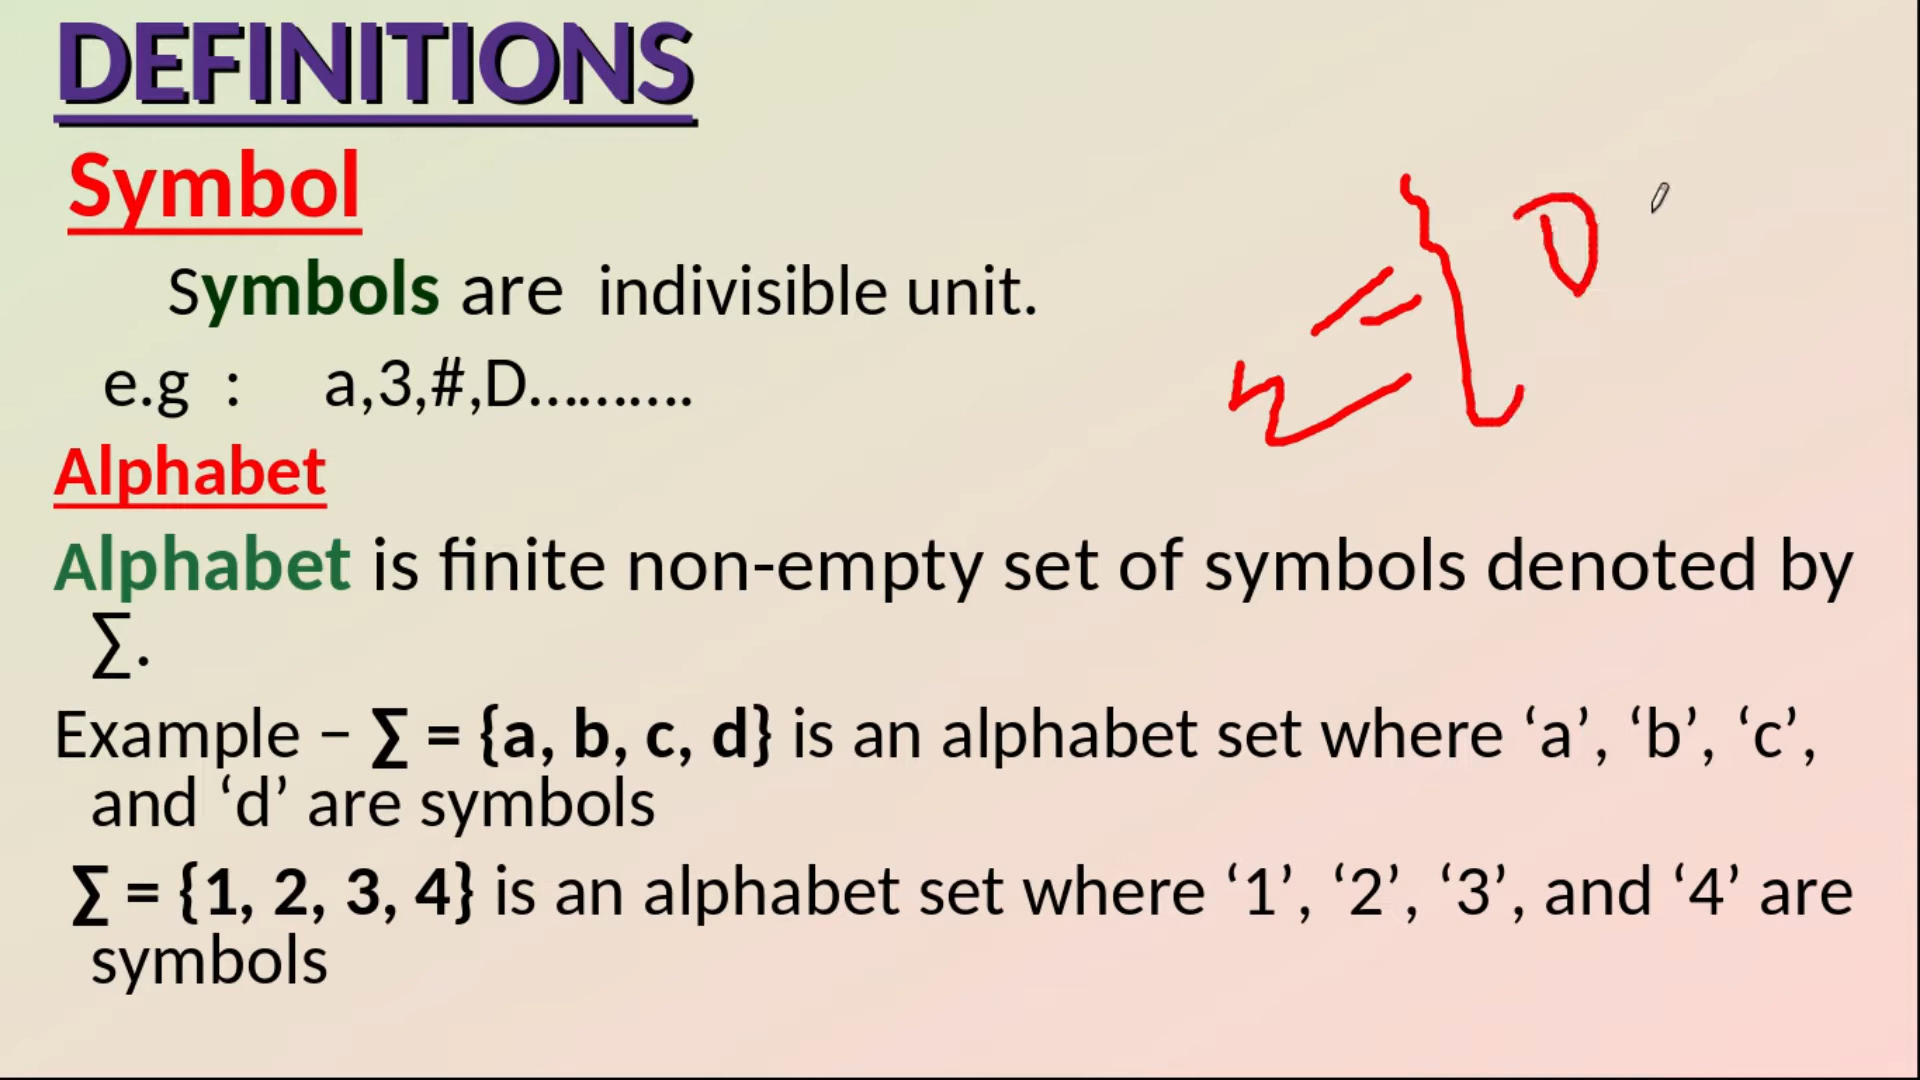 DEFINITIONS
Symbol
Symbols are indivisible unit.
e.g : a,3,#,D..........
Alphabet
Alphabet is finite non-empty set of symbols denoted by
∑.
Example − ∑ = {a, b, c, d} is an alphabet set where ‘a’, ‘b’, ‘c’,
and ‘d’ are symbols
∑ = {1, 2, 3, 4} is an alphabet set where ‘1’, ‘2’, ‘3’, and ‘4’ are
symbols